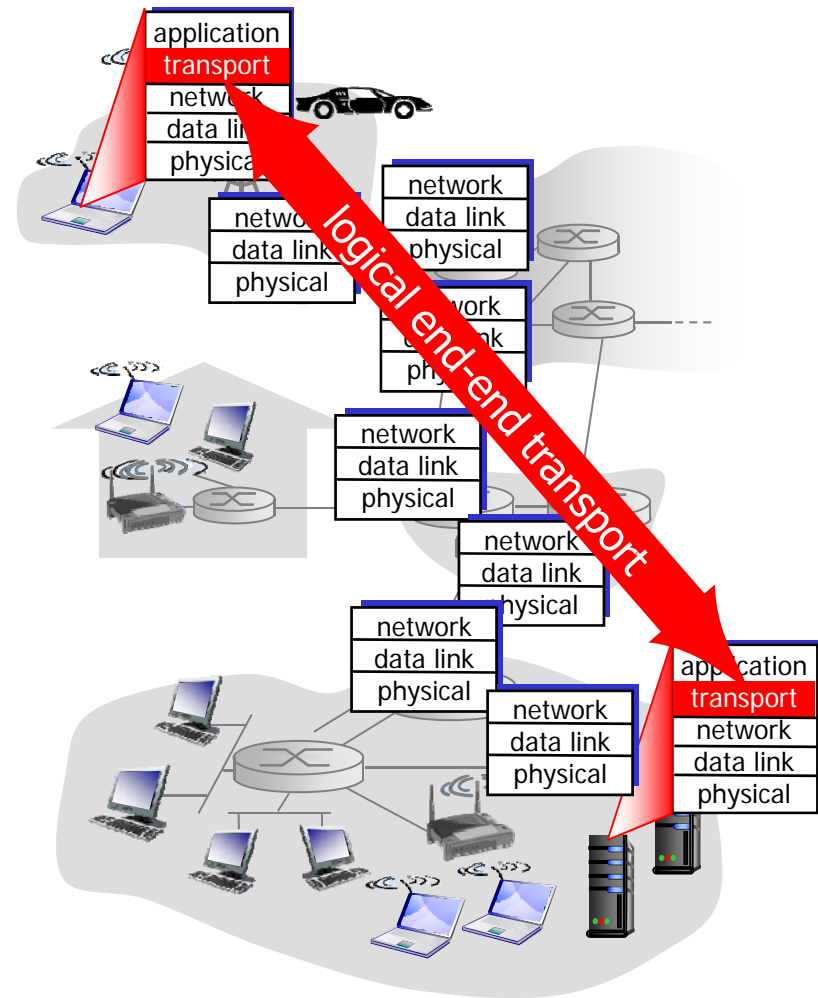 application
transport
network
data link
physical
network
data link
physical
network
data link
physical
logical end-end transport
network
data link
physical
network
data link
physical
network
data link
physical
network
data link
physical
network
data link
physical
application
transport
network
data link
physical